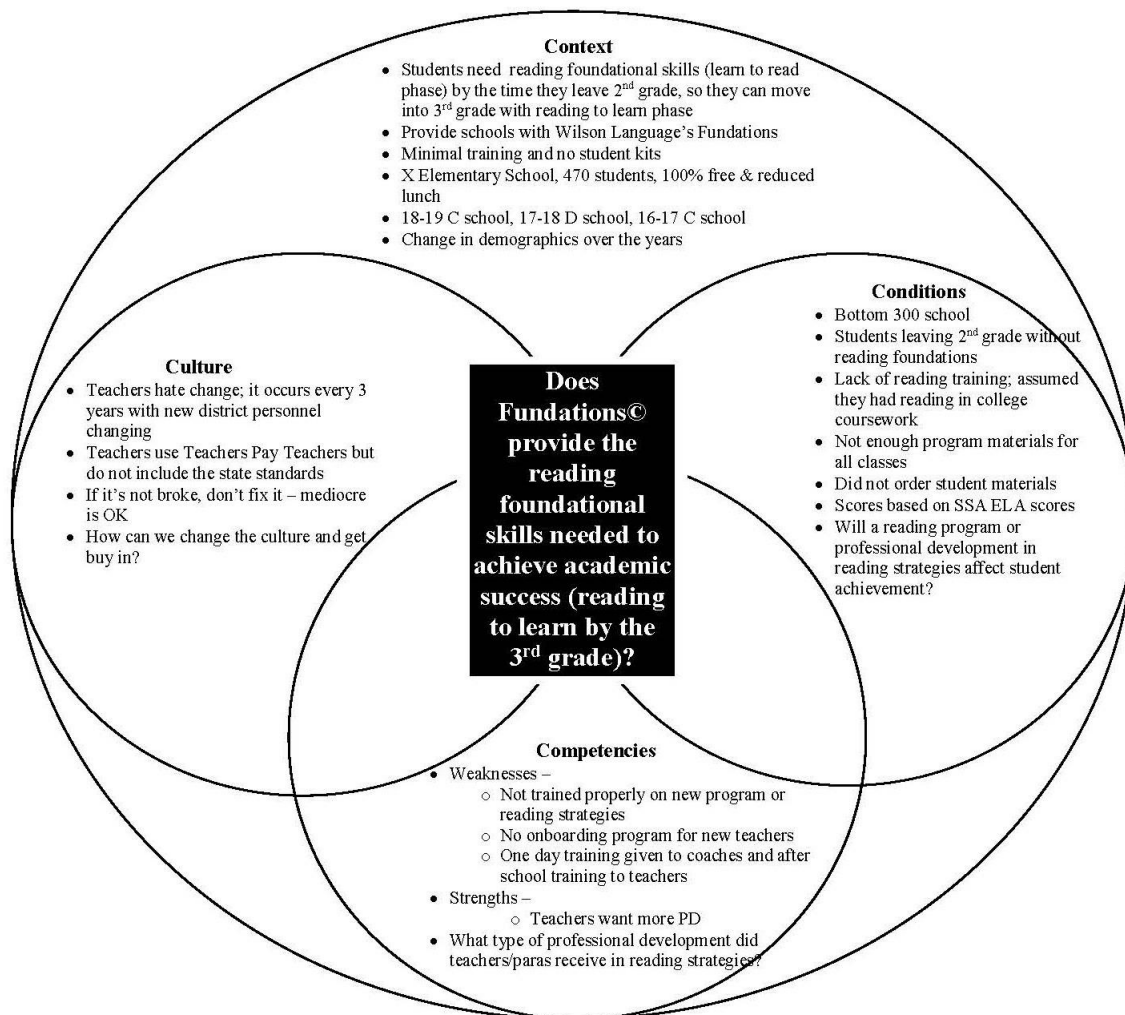 Context
• Students need reading foundational skills (learn to read
phase) by the time they leave 2nd grade, so they can move
into 3rd grade with reading to learn phase
• Provide schools with Wilson Language’s Fundations
• Minimal training and no student kits
• X Elementary School, 470 students, 100% free & reduced
lunch
• 18-19 C school, 17-18 D school, 16-17 C school
• Change in demographics over the years
Culture
• Teachers hate change; it occurs every 3
years with new district personnel
changing
• Teachers use Teachers Pay Teachers but
do not include the state standards
• If it’s not broke, don’t fix it – mediocre
is OK
• How can we change the culture and get
buy in?
Does
Fundations©
provide the
reading
foundational
skills needed to
achieve academic
success (reading
to learn by the
3rd grade)?
Conditions
• Bottom 300 school
• Students leaving 2nd grade without
reading foundations
• Lack of reading training; assumed
they had reading in college
coursework
• Not enough program materials for
all classes
• Did not order student materials
• Scores based on SSA ELA scores
• Will a reading program or
professional development in
reading strategies affect student
achievement?
Competencies
• Weaknesses –
o Not trained properly on new program or
reading strategies
o No onboarding program for new teachers
o One day training given to coaches and after
school training to teachers
• Strengths –
o Teachers want more PD
• What type of professional development did
teachers/paras receive in reading strategies?